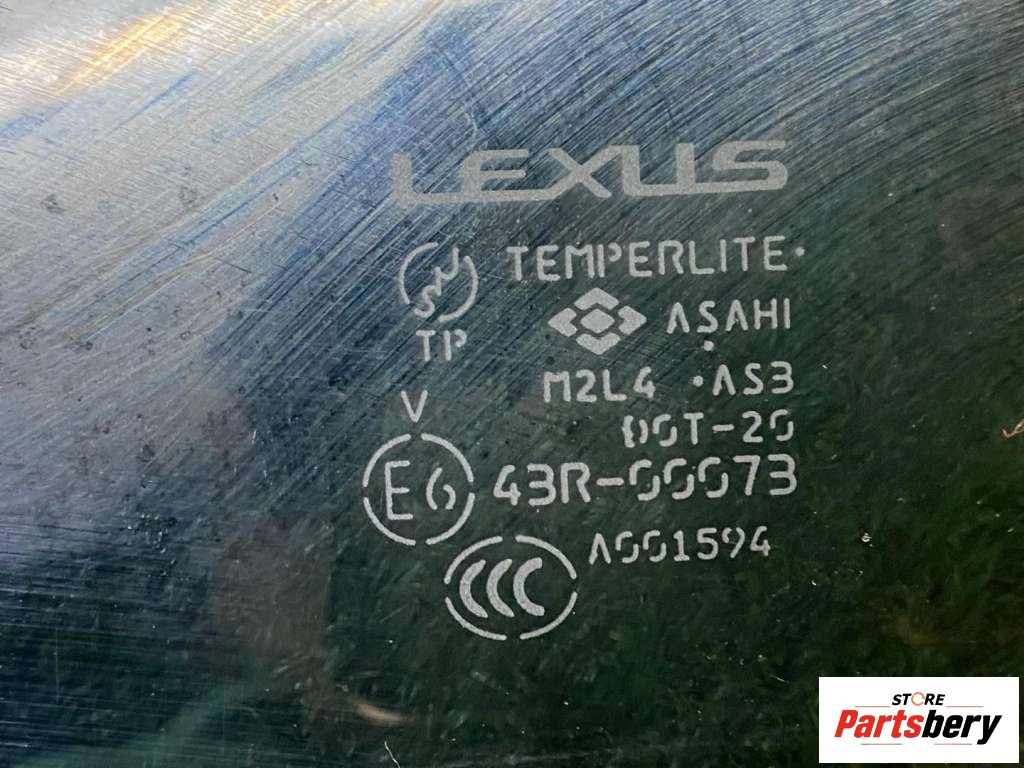 LEXUS
TEMPERLITE
ASAHI
TP
M2L4 •AS3
V
DOT-20
E6 43R-00073
A001594
CCC
STORE
Partsbery